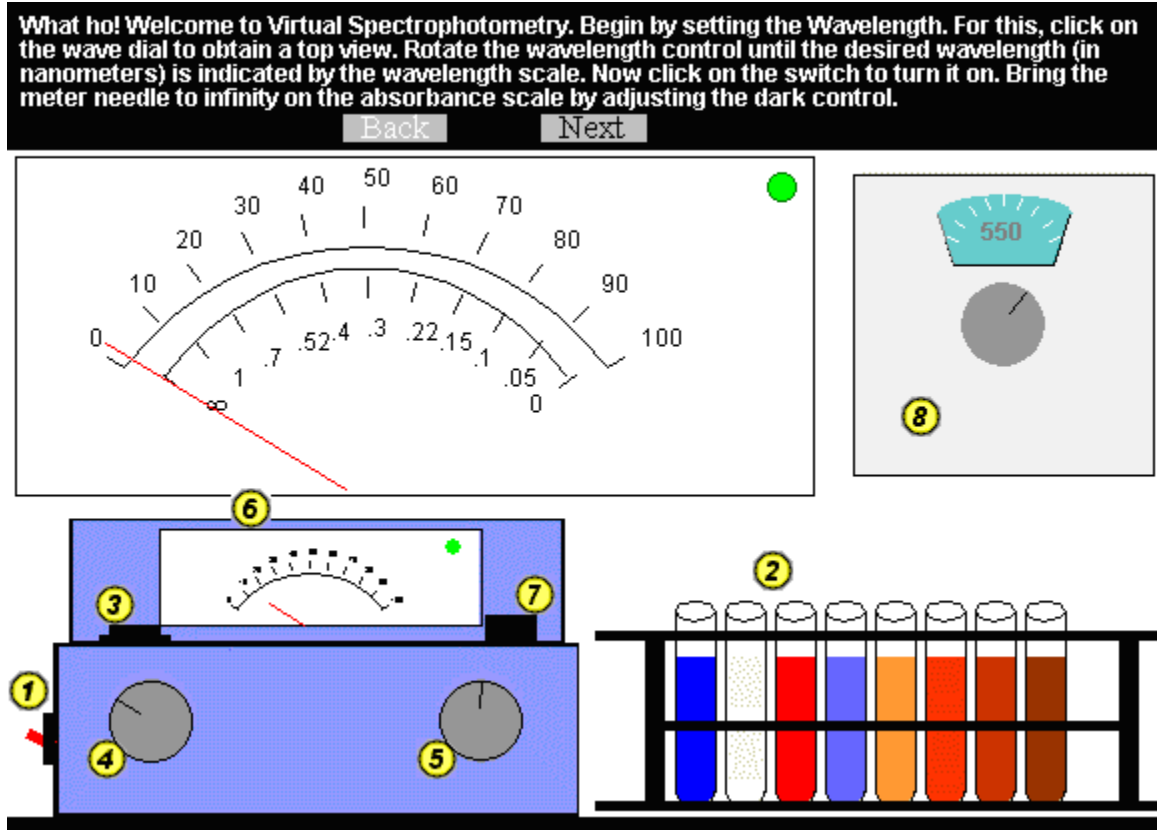 What ho! Welcome to Virtual Spectrophotometry. Begin by setting the Wavelength. For this, click on
the wave dial to obtain a top view. Rotate the wavelength control until the desired wavelength (in
nanometers) is indicated by the wavelength scale. Now click on the switch to turn it on. Bring the
meter needle to infinity on the absorbance scale by adjusting the dark control.
Back Next
0 10 20 30 40 50 60 70 80 90 100
∞ 1 .7 .52 .4 .3 .22 .15 .1 .05 0
550
8
6
7
3
2
1
4
5